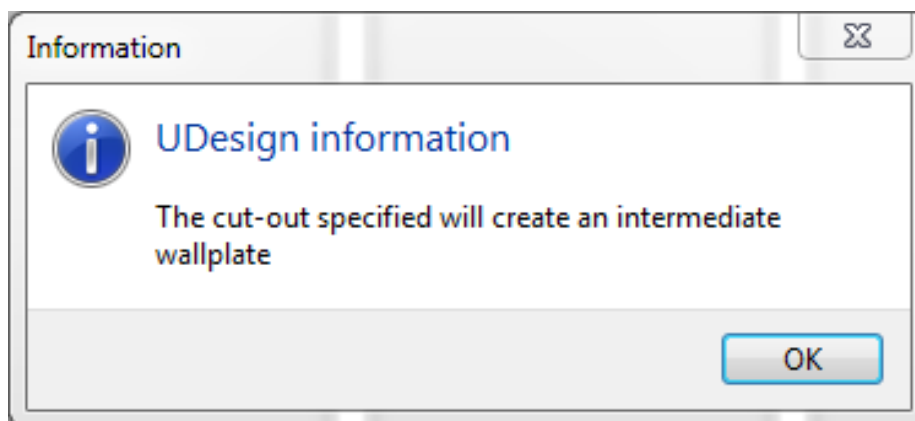 Information
UDesign information
The cut-out specified will create an intermediate
wallplate
OK